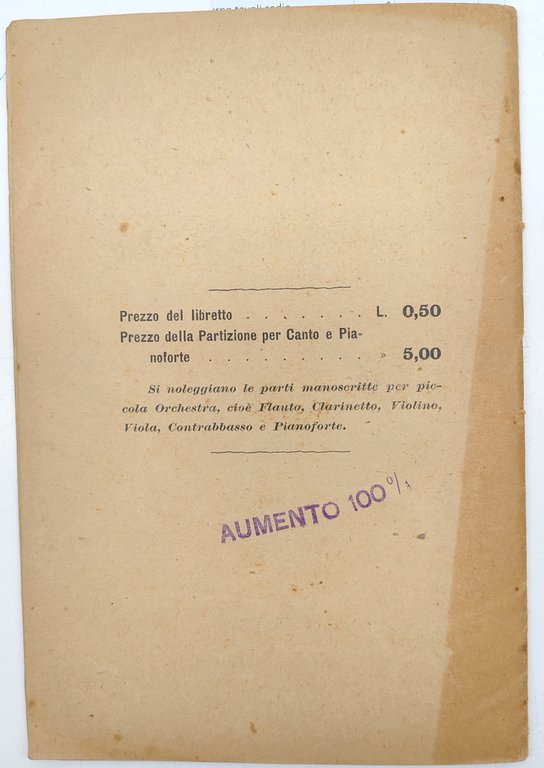 Prezzo del libretto . . . . . . . L. 0,50
Prezzo della Partizione per Canto e Pia-
noforte . . . . . . . . . . » 5,00
Si noleggiano le parti manoscritte per pic-
cola Orchestra, cioè Flauto, Clarinetto, Violino,
Viola, Contrabbasso e Pianoforte.
AUMENTO 100%